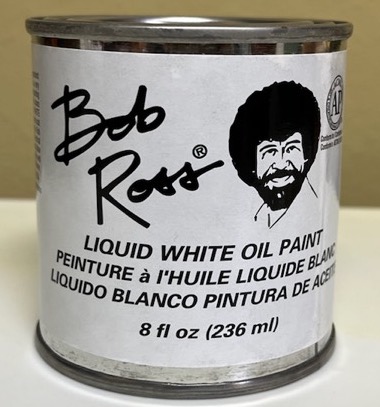 Bob
Ross®
LIQUID WHITE OIL PAINT
PEINTURE à l'HUILE LIQUIDE BLANC
LIQUIDO BLANCO PINTURA DE ACEITE
8 fl oz (236 ml)
AP